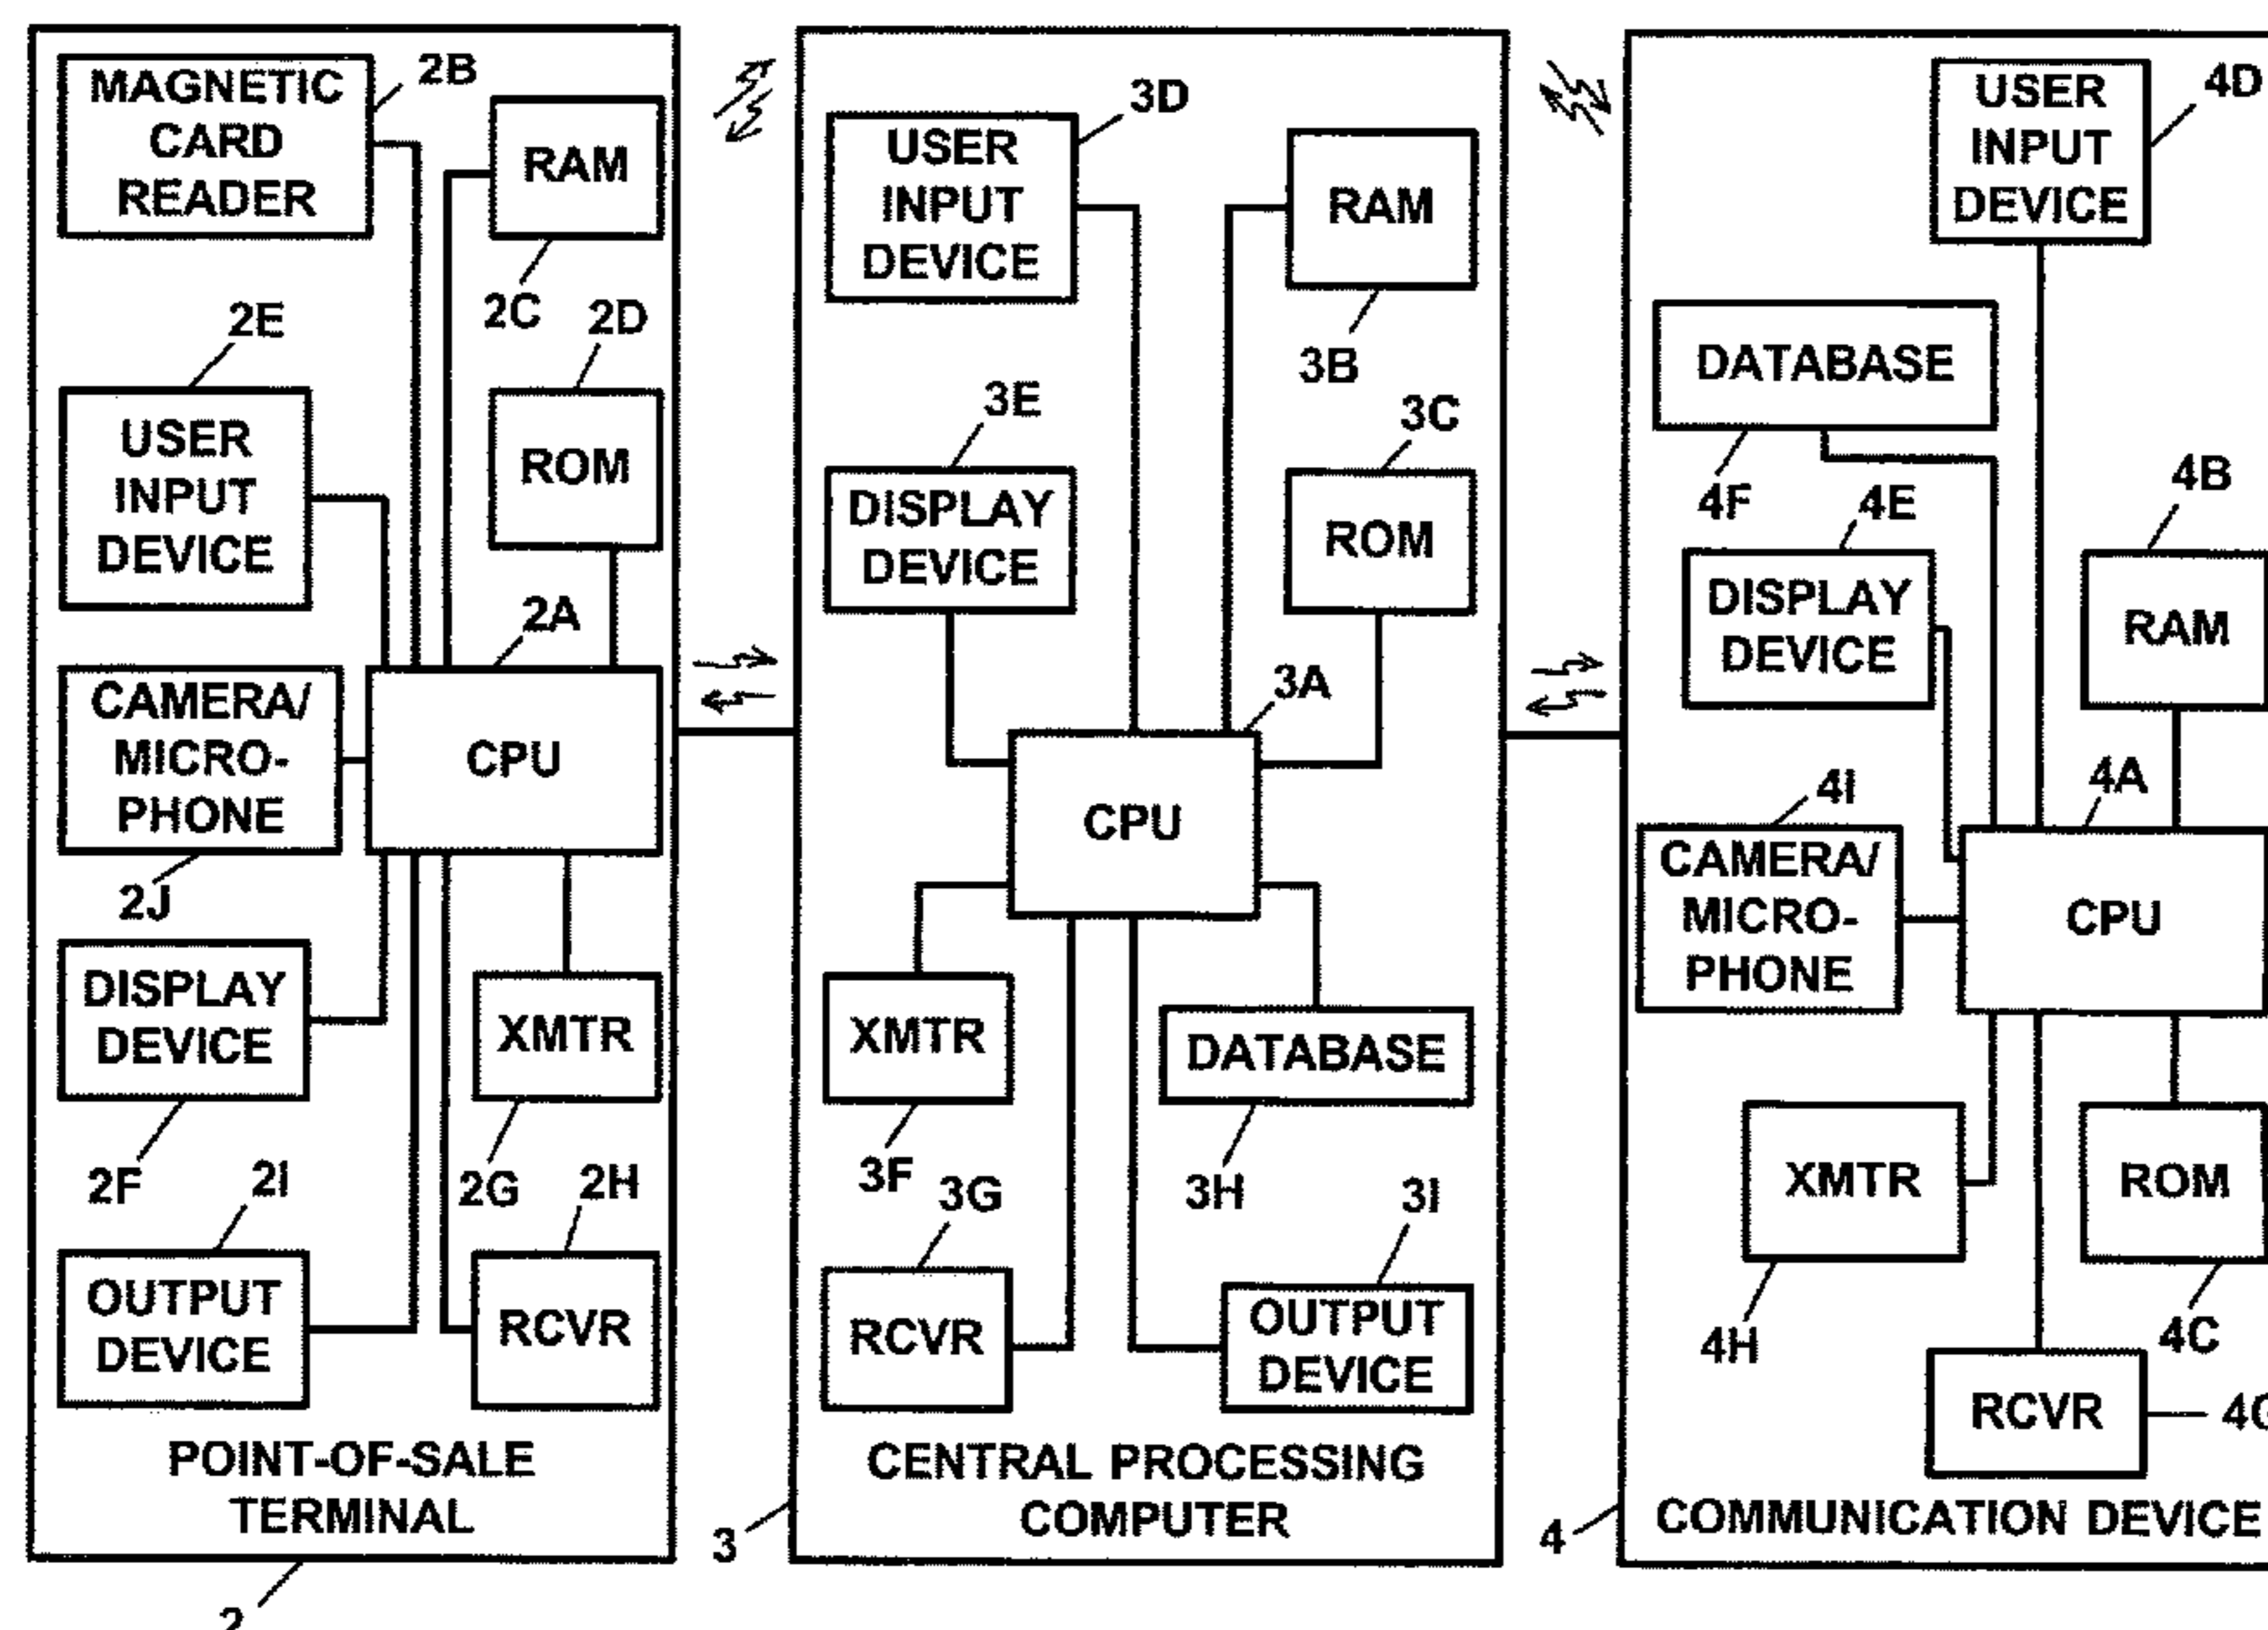 MAGNETIC
CARD
READER
2B
RAM
2C
2D
ROM
2E
USER
INPUT
DEVICE
2A
CPU
CAMERA/
MICRO-
PHONE
2J
DISPLAY
DEVICE
2F
XMTR
2G
2H
RCVR
2I
OUTPUT
DEVICE
POINT-OF-SALE
TERMINAL
2
USER
INPUT
DEVICE
3D
RAM
3B
3E
DISPLAY
DEVICE
3C
ROM
3A
CPU
XMTR
3F
DATABASE
3H
3G
RCVR
3I
OUTPUT
DEVICE
CENTRAL PROCESSING
COMPUTER
3
USER
INPUT
DEVICE
4D
DATABASE
4F
4E
DISPLAY
DEVICE
4B
RAM
4I
CAMERA/
MICRO-
PHONE
4A
CPU
XMTR
4H
ROM
4C
RCVR
COMMUNICATION DEVICE
4